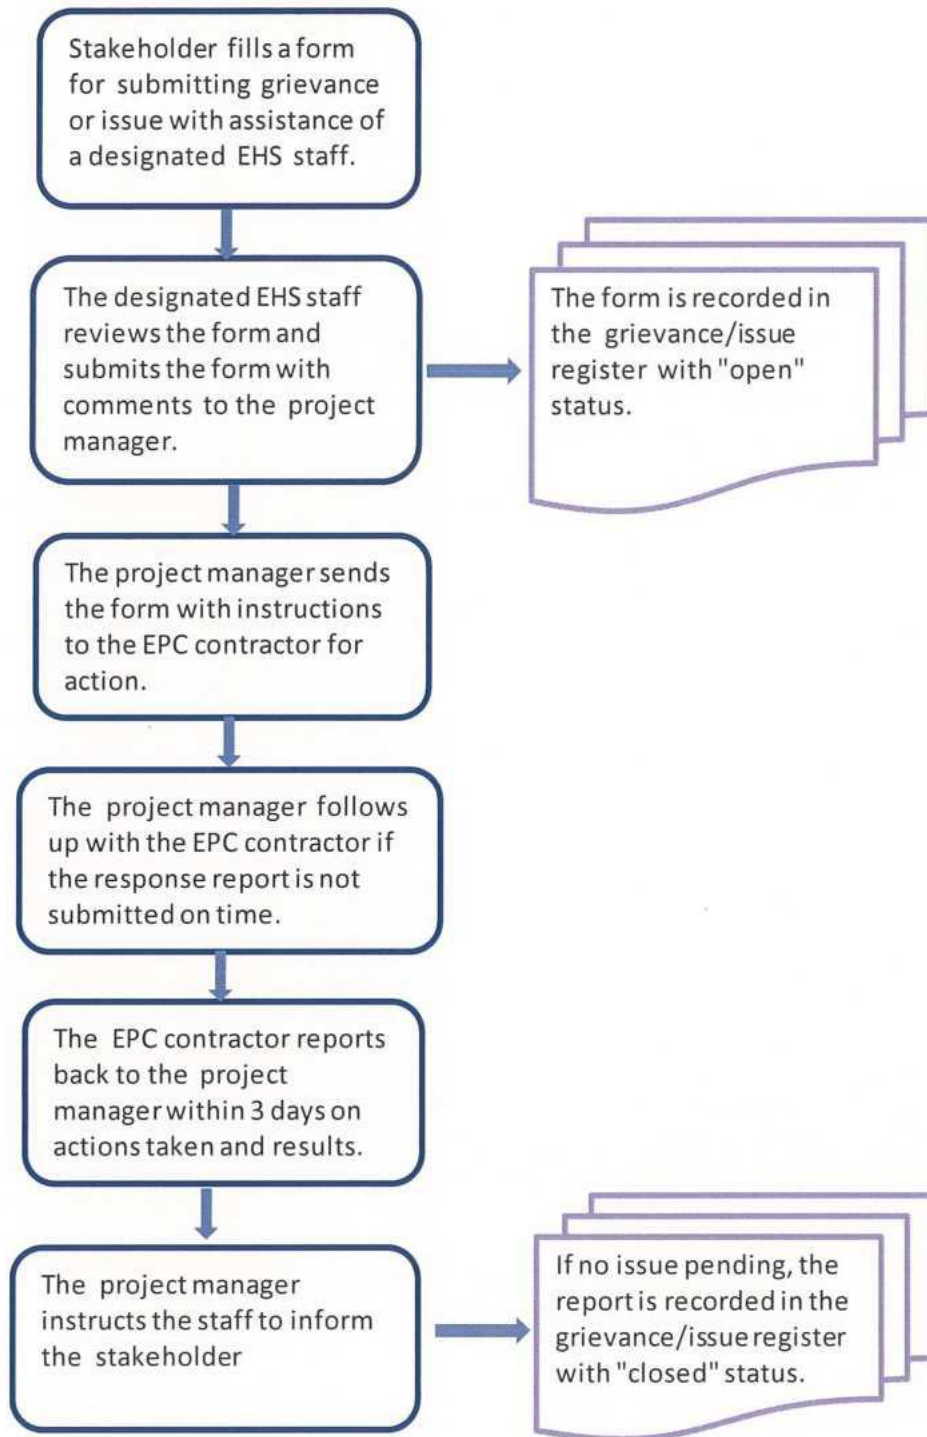 Stakeholder fills a form
for submitting grievance
or issue with assistance of
a designated EHS staff.
The designated EHS staff
reviews the form and
submits the form with
comments to the project
manager.
The form is recorded in
the grievance/issue
register with "open"
status.
The project manager sends
the form with instructions
to the EPC contractor for
action.
The project manager follows
up with the EPC contractor if
the response report is not
submitted on time.
The EPC contractor reports
back to the project
manager within 3 days on
actions taken and results.
The project manager
instructs the staff to inform
the stakeholder
If no issue pending, the
report is recorded in the
grievance/issue register
with "closed" status.